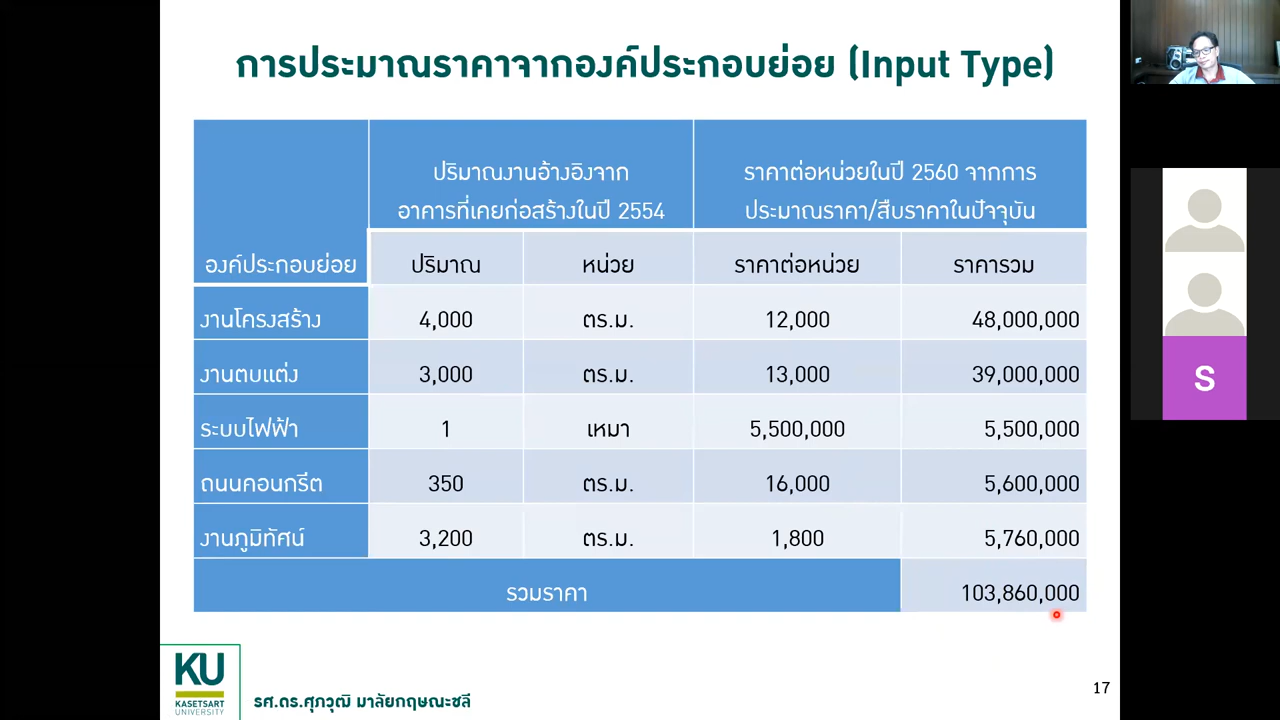 การประมาณราคาจากองค์ประกอบย่อย (Input Type)
องค์ประกอบย่อย
ปริมาณงานอ้างอิงจาก
อาคารที่เคยก่อสร้างในปี 2554
ราคาต่อหน่วยในปี 2560 จากการ
ประมาณราคา/สืบราคาในปัจจุบัน
ปริมาณ หน่วย ราคาต่อหน่วย ราคารวม
งานโครงสร้าง 4,000 ตร.ม. 12,000 48,000,000
งานตบแต่ง 3,000 ตร.ม. 13,000 39,000,000
ระบบไฟฟ้า 1 เหมา 5,500,000 5,500,000
ถนนคอนกรีต 350 ตร.ม. 16,000 5,600,000
งานภูมิทัศน์ 3,200 ตร.ม. 1,800 5,760,000
รวมราคา 103,860,000
KU
KASETSART
UNIVERSITY
รศ.ดร.ศุภวุฒิ มาลัยกฤษณะชลี
17
S